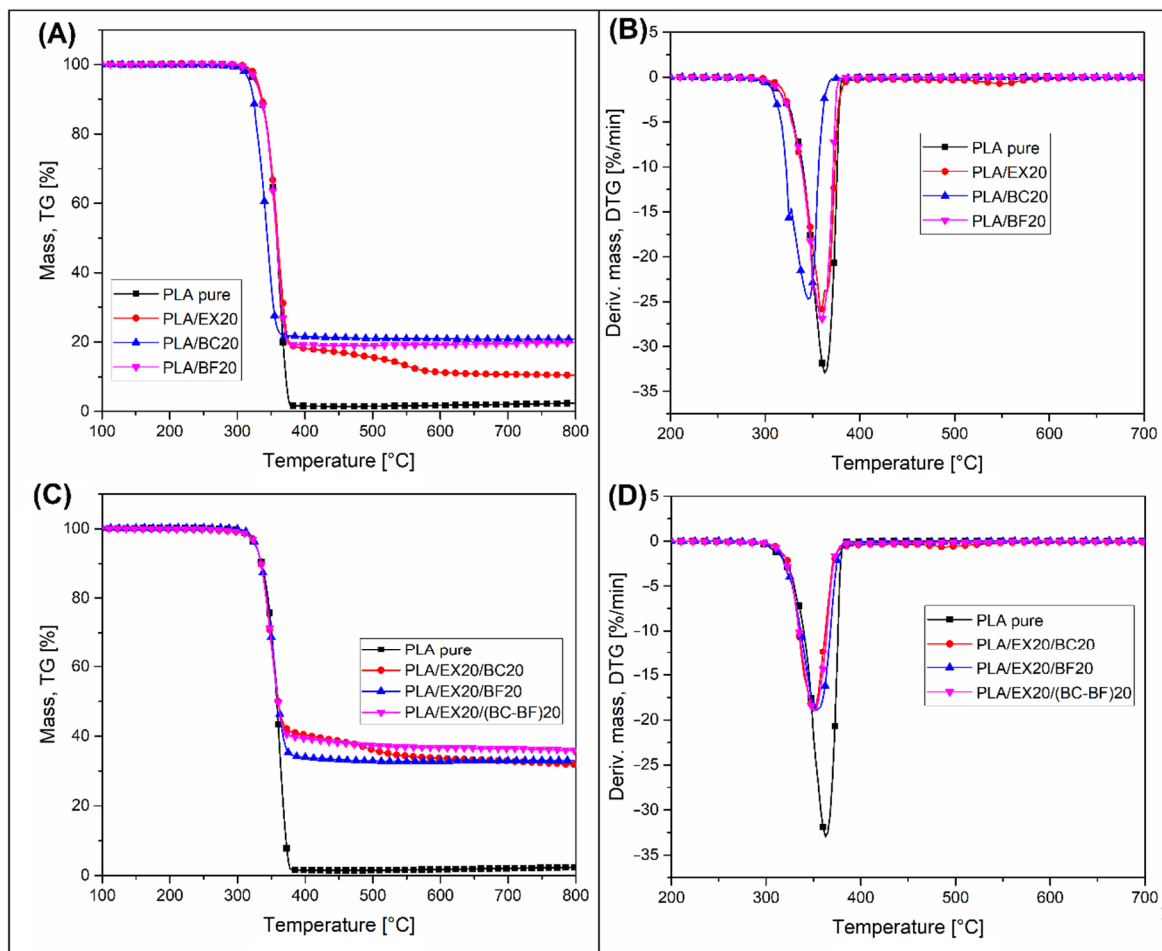 (A)
100
80
60
40
20
0
Mass, TG [%]
PLA pure
PLA/EX20
PLA/BC20
PLA/BF20
100 200 300 400 500 600 700 800
Temperature [°C]
(B)
5
0
−5
−10
−15
−20
−25
−30
−35
Deriv. mass, DTG [%/min]
PLA pure
PLA/EX20
PLA/BC20
PLA/BF20
200 300 400 500 600 700
Temperature [°C]
(C)
100
80
60
40
20
0
Mass, TG [%]
PLA pure
PLA/EX20/BC20
PLA/EX20/BF20
PLA/EX20/(BC-BF)20
100 200 300 400 500 600 700 800
Temperature [°C]
(D)
5
0
−5
−10
−15
−20
−25
−30
−35
Deriv. mass, DTG [%/min]
PLA pure
PLA/EX20/BC20
PLA/EX20/BF20
PLA/EX20/(BC-BF)20
200 300 400 500 600 700
Temperature [°C]